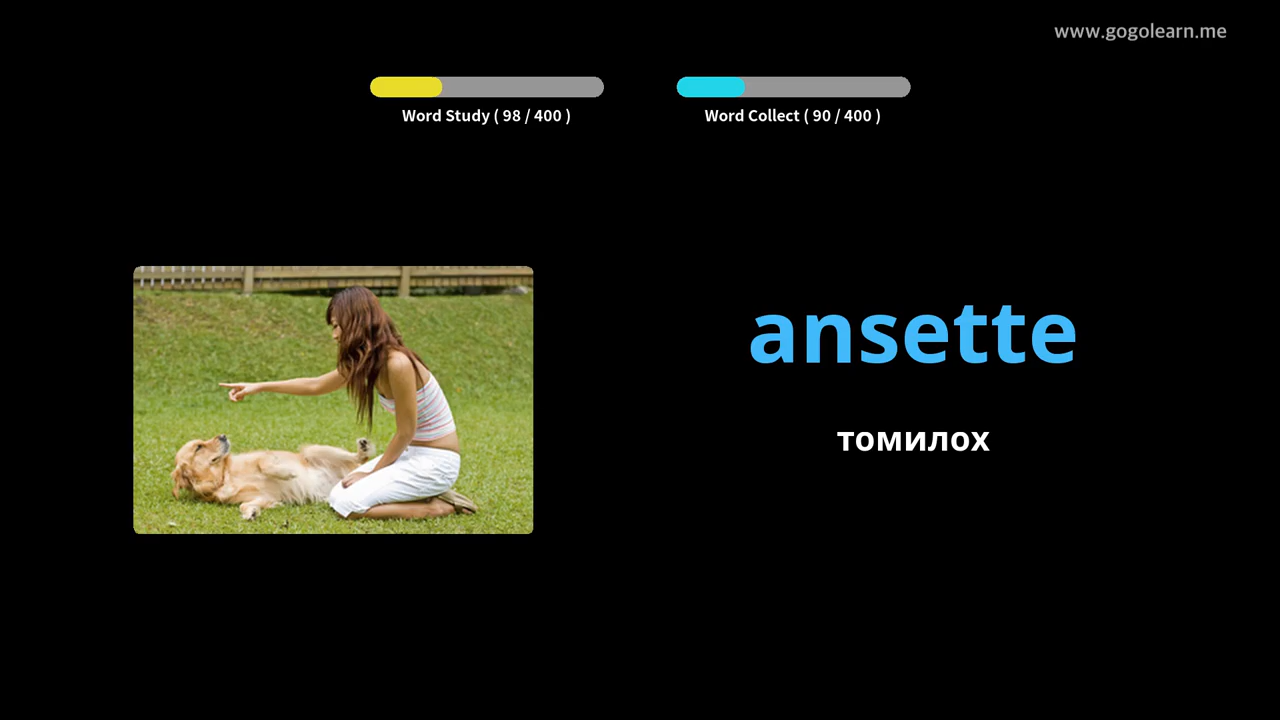 www.gogolearn.me
Word Study ( 98 / 400 )
Word Collect ( 90 / 400 )
ansette
томилох